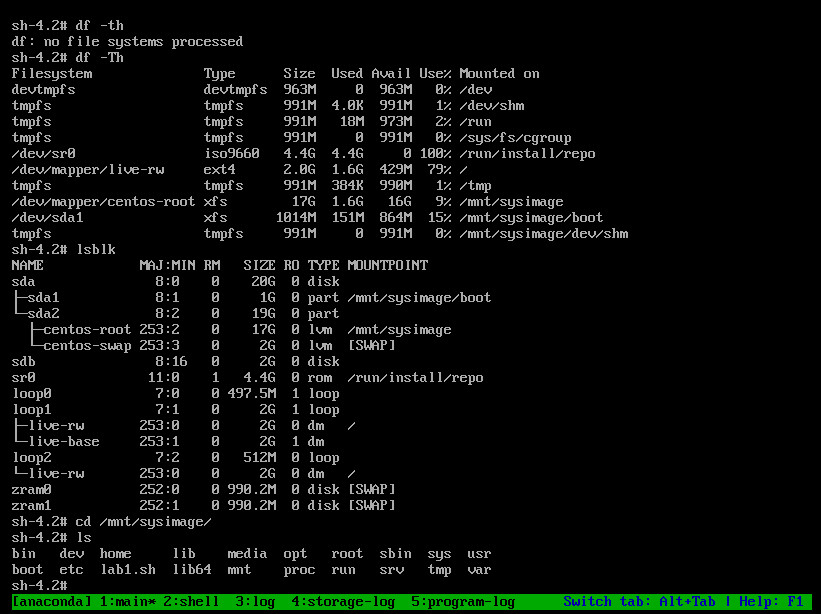 sh-4.2# df -th
df: no file systems processed
sh-4.2# df -Th
Filesystem              Type      Size  Used Avail Use% Mounted on
devtmpfs                devtmpfs  963M     0  963M   0% /dev
tmpfs                   tmpfs     991M  4.0K  991M   1% /dev/shm
tmpfs                   tmpfs     991M   18M  973M   2% /run
tmpfs                   tmpfs     991M     0  991M   0% /sys/fs/cgroup
/dev/sr0                iso9660   4.4G  4.4G     0 100% /run/install/repo
/dev/mapper/live-rw     ext4      2.0G  1.6G  429M  79% /
tmpfs                   tmpfs     991M  384K  990M   1% /tmp
/dev/mapper/centos-root xfs        17G  1.6G   16G   9% /mnt/sysimage
/dev/sda1               xfs      1014M  151M  864M  15% /mnt/sysimage/boot
tmpfs                   tmpfs     991M     0  991M   0% /mnt/sysimage/dev/shm
sh-4.2# lsblk
NAME            MAJ:MIN RM   SIZE RO TYPE MOUNTPOINT
sda               8:0    0    20G  0 disk
├─sda1            8:1    0     1G  0 part /mnt/sysimage/boot
└─sda2            8:2    0    19G  0 part
  ├─centos-root 253:2    0    17G  0 lvm  /mnt/sysimage
  └─centos-swap 253:3    0     2G  0 lvm  [SWAP]
sdb               8:16   0     2G  0 disk
sr0              11:0    1   4.4G  0 rom  /run/install/repo
loop0             7:0    0 497.5M  1 loop
loop1             7:1    0     2G  1 loop
├─live-rw       253:0    0     2G  0 dm   /
└─live-base     253:1    0     2G  1 dm
loop2             7:2    0   512M  0 loop
└─live-rw       253:0    0     2G  0 dm   /
zram0           252:0    0 990.2M  0 disk [SWAP]
zram1           252:1    0 990.2M  0 disk [SWAP]
sh-4.2# cd /mnt/sysimage/
sh-4.2# ls
bin   dev  home     lib    media  opt   root  sbin  sys  usr
boot  etc  lab1.sh  lib64  mnt    proc  run   srv   tmp  var
sh-4.2#
[anaconda] 1:main* 2:shell  3:log  4:storage-log  5:program-log      Switch tab: Alt+Tab | Help: F1